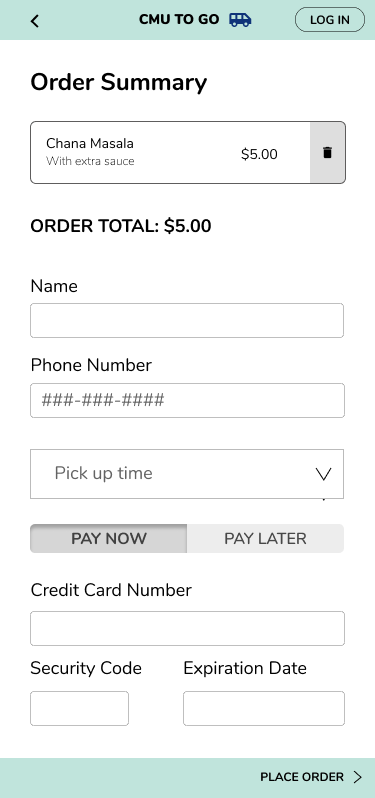 CMU TO GO
LOG IN
Order Summary
Chana Masala
With extra sauce
$5.00
ORDER TOTAL: $5.00
Name
Phone Number
###-###-####
Pick up time
PAY NOW
PAY LATER
Credit Card Number
Security Code
Expiration Date
PLACE ORDER